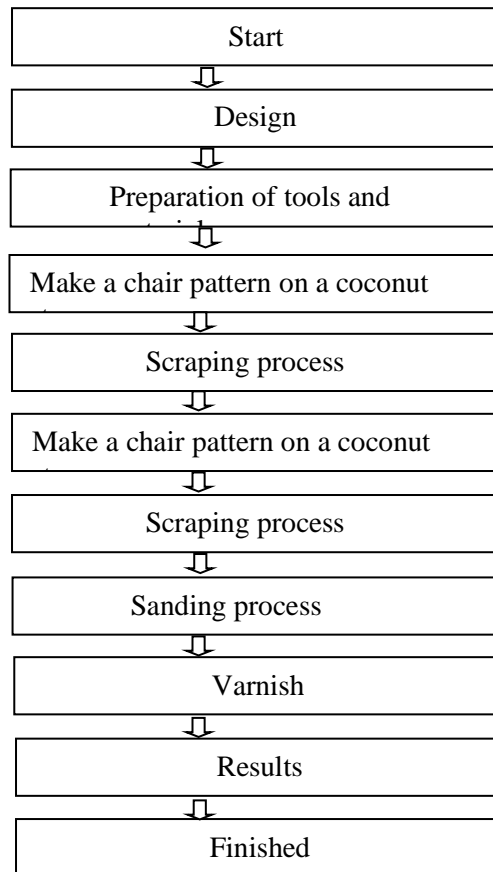 Start
Design
Preparation of tools and
Make a chair pattern on a coconut
Scraping process
Make a chair pattern on a coconut
Scraping process
Sanding process
Varnish
Results
Finished